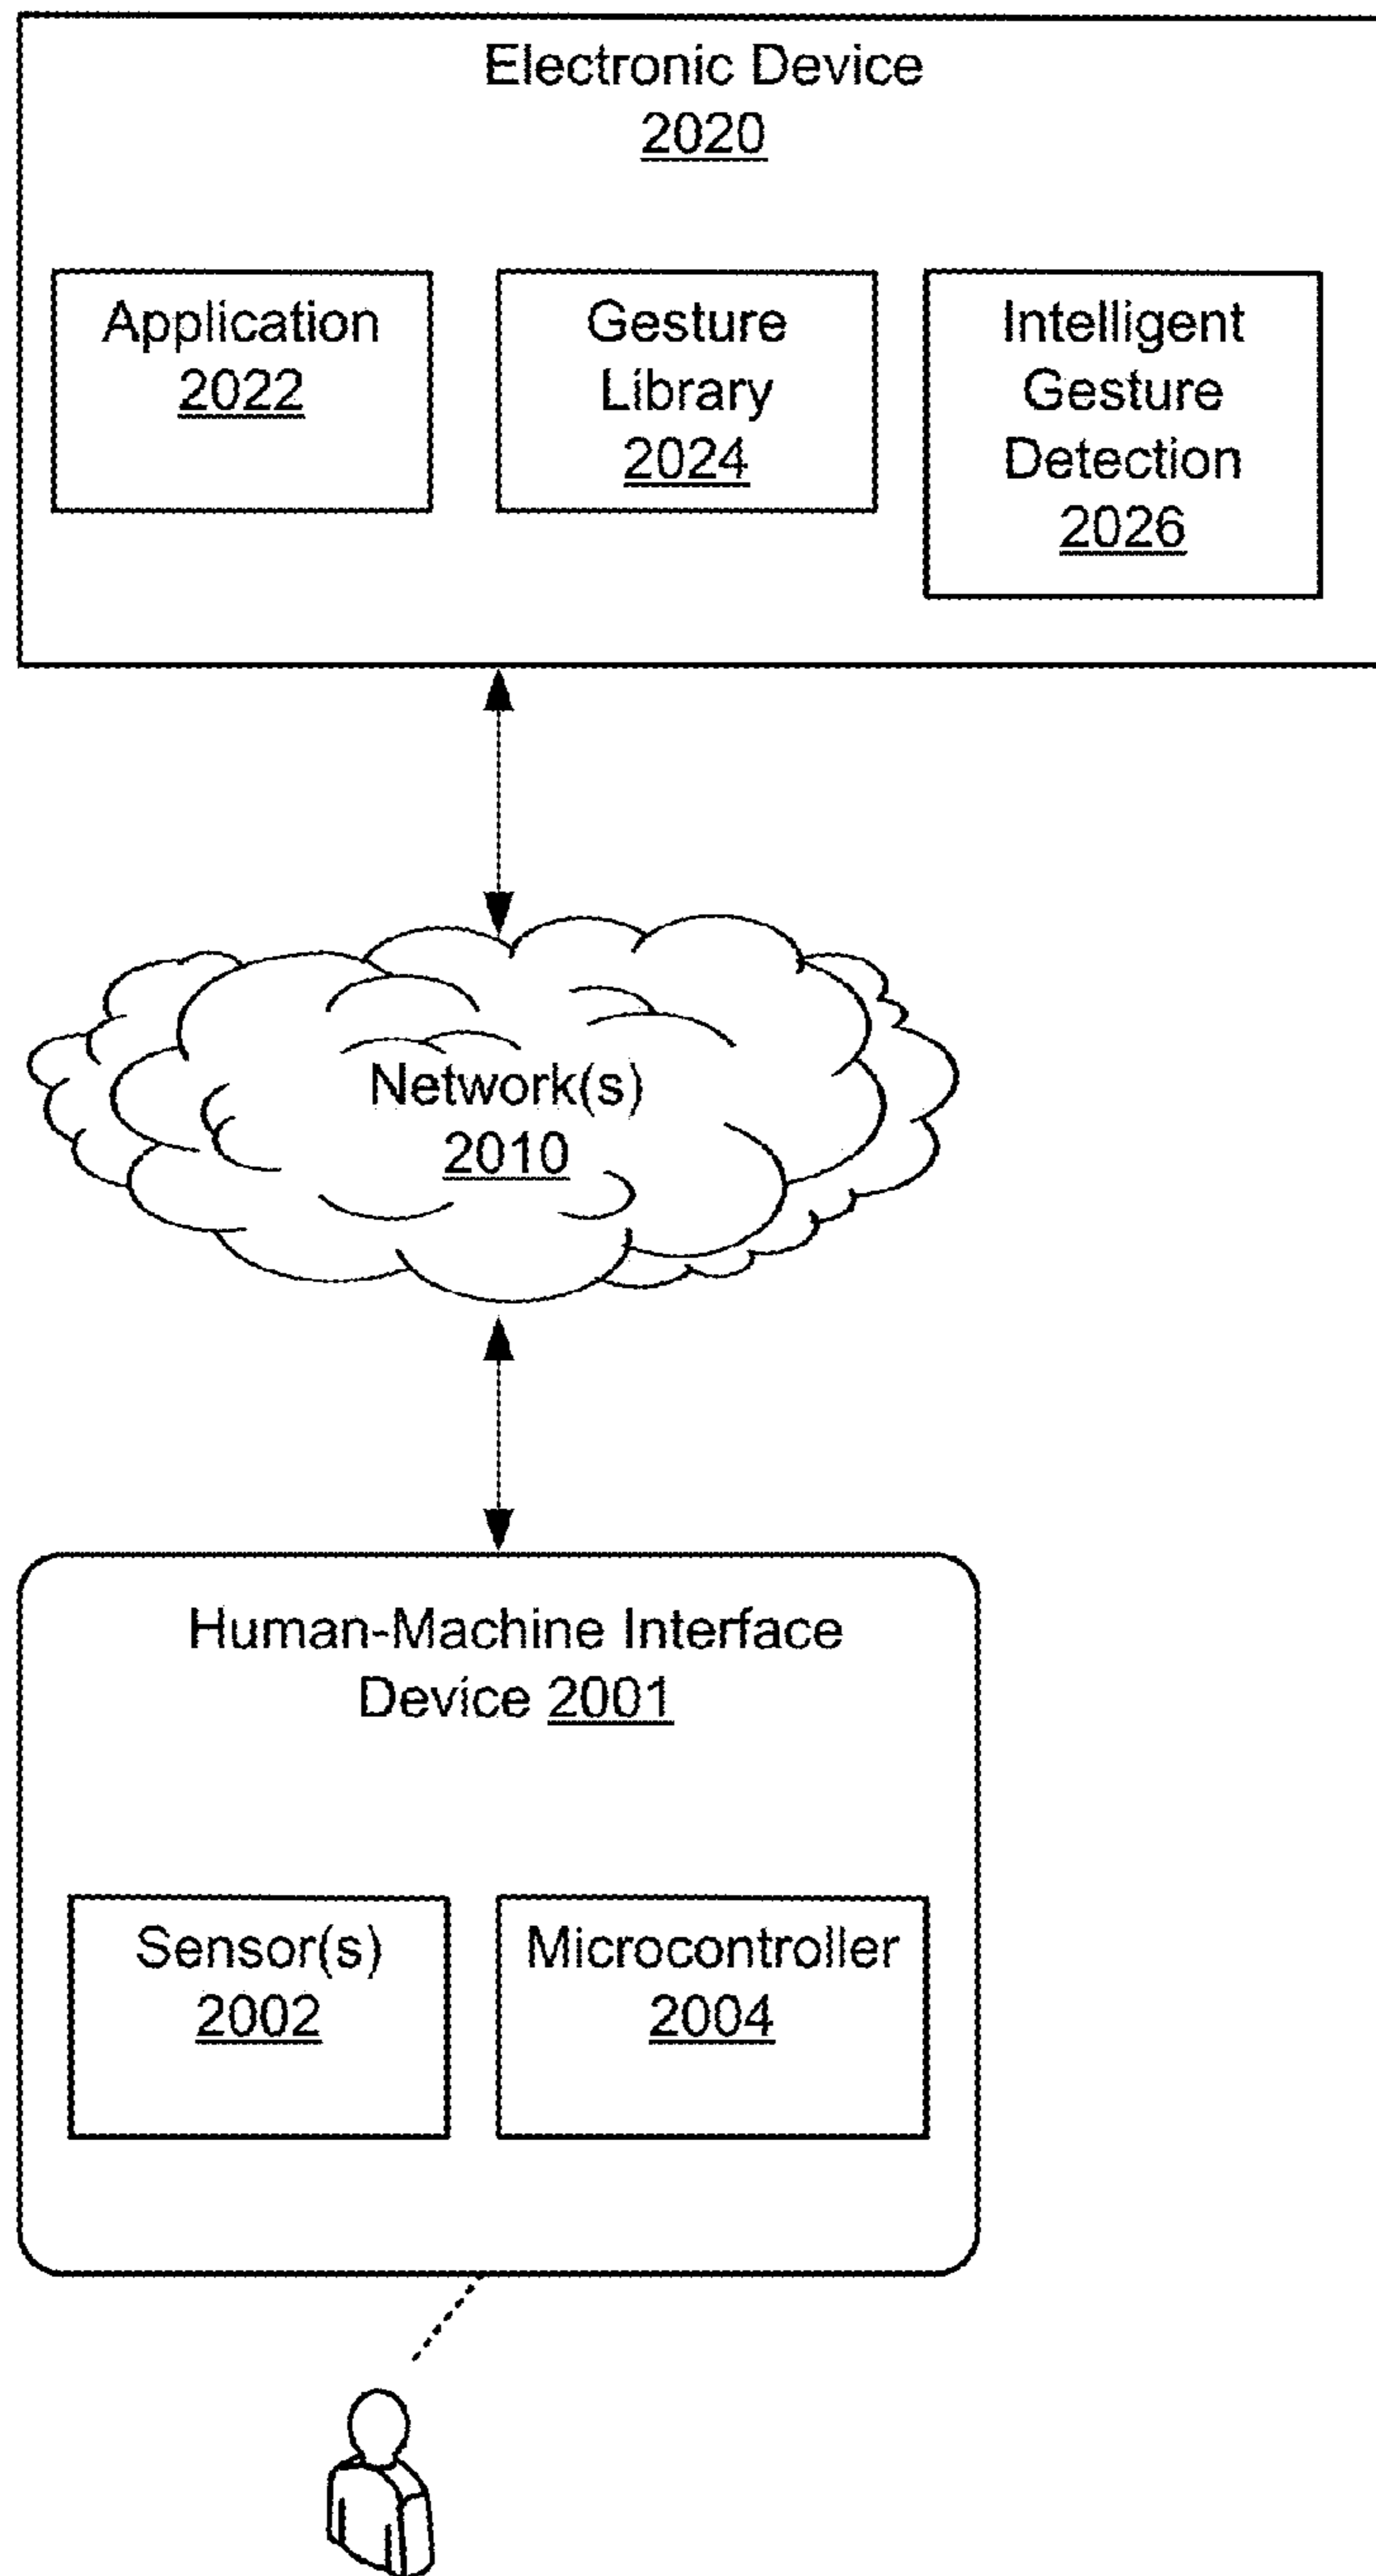 Electronic Device
2020
Application
2022
Gesture
Library
2024
Intelligent
Gesture
Detection
2026
Network(s)
2010
Human-Machine Interface
Device 2001
Sensor(s)
2002
Microcontroller
2004